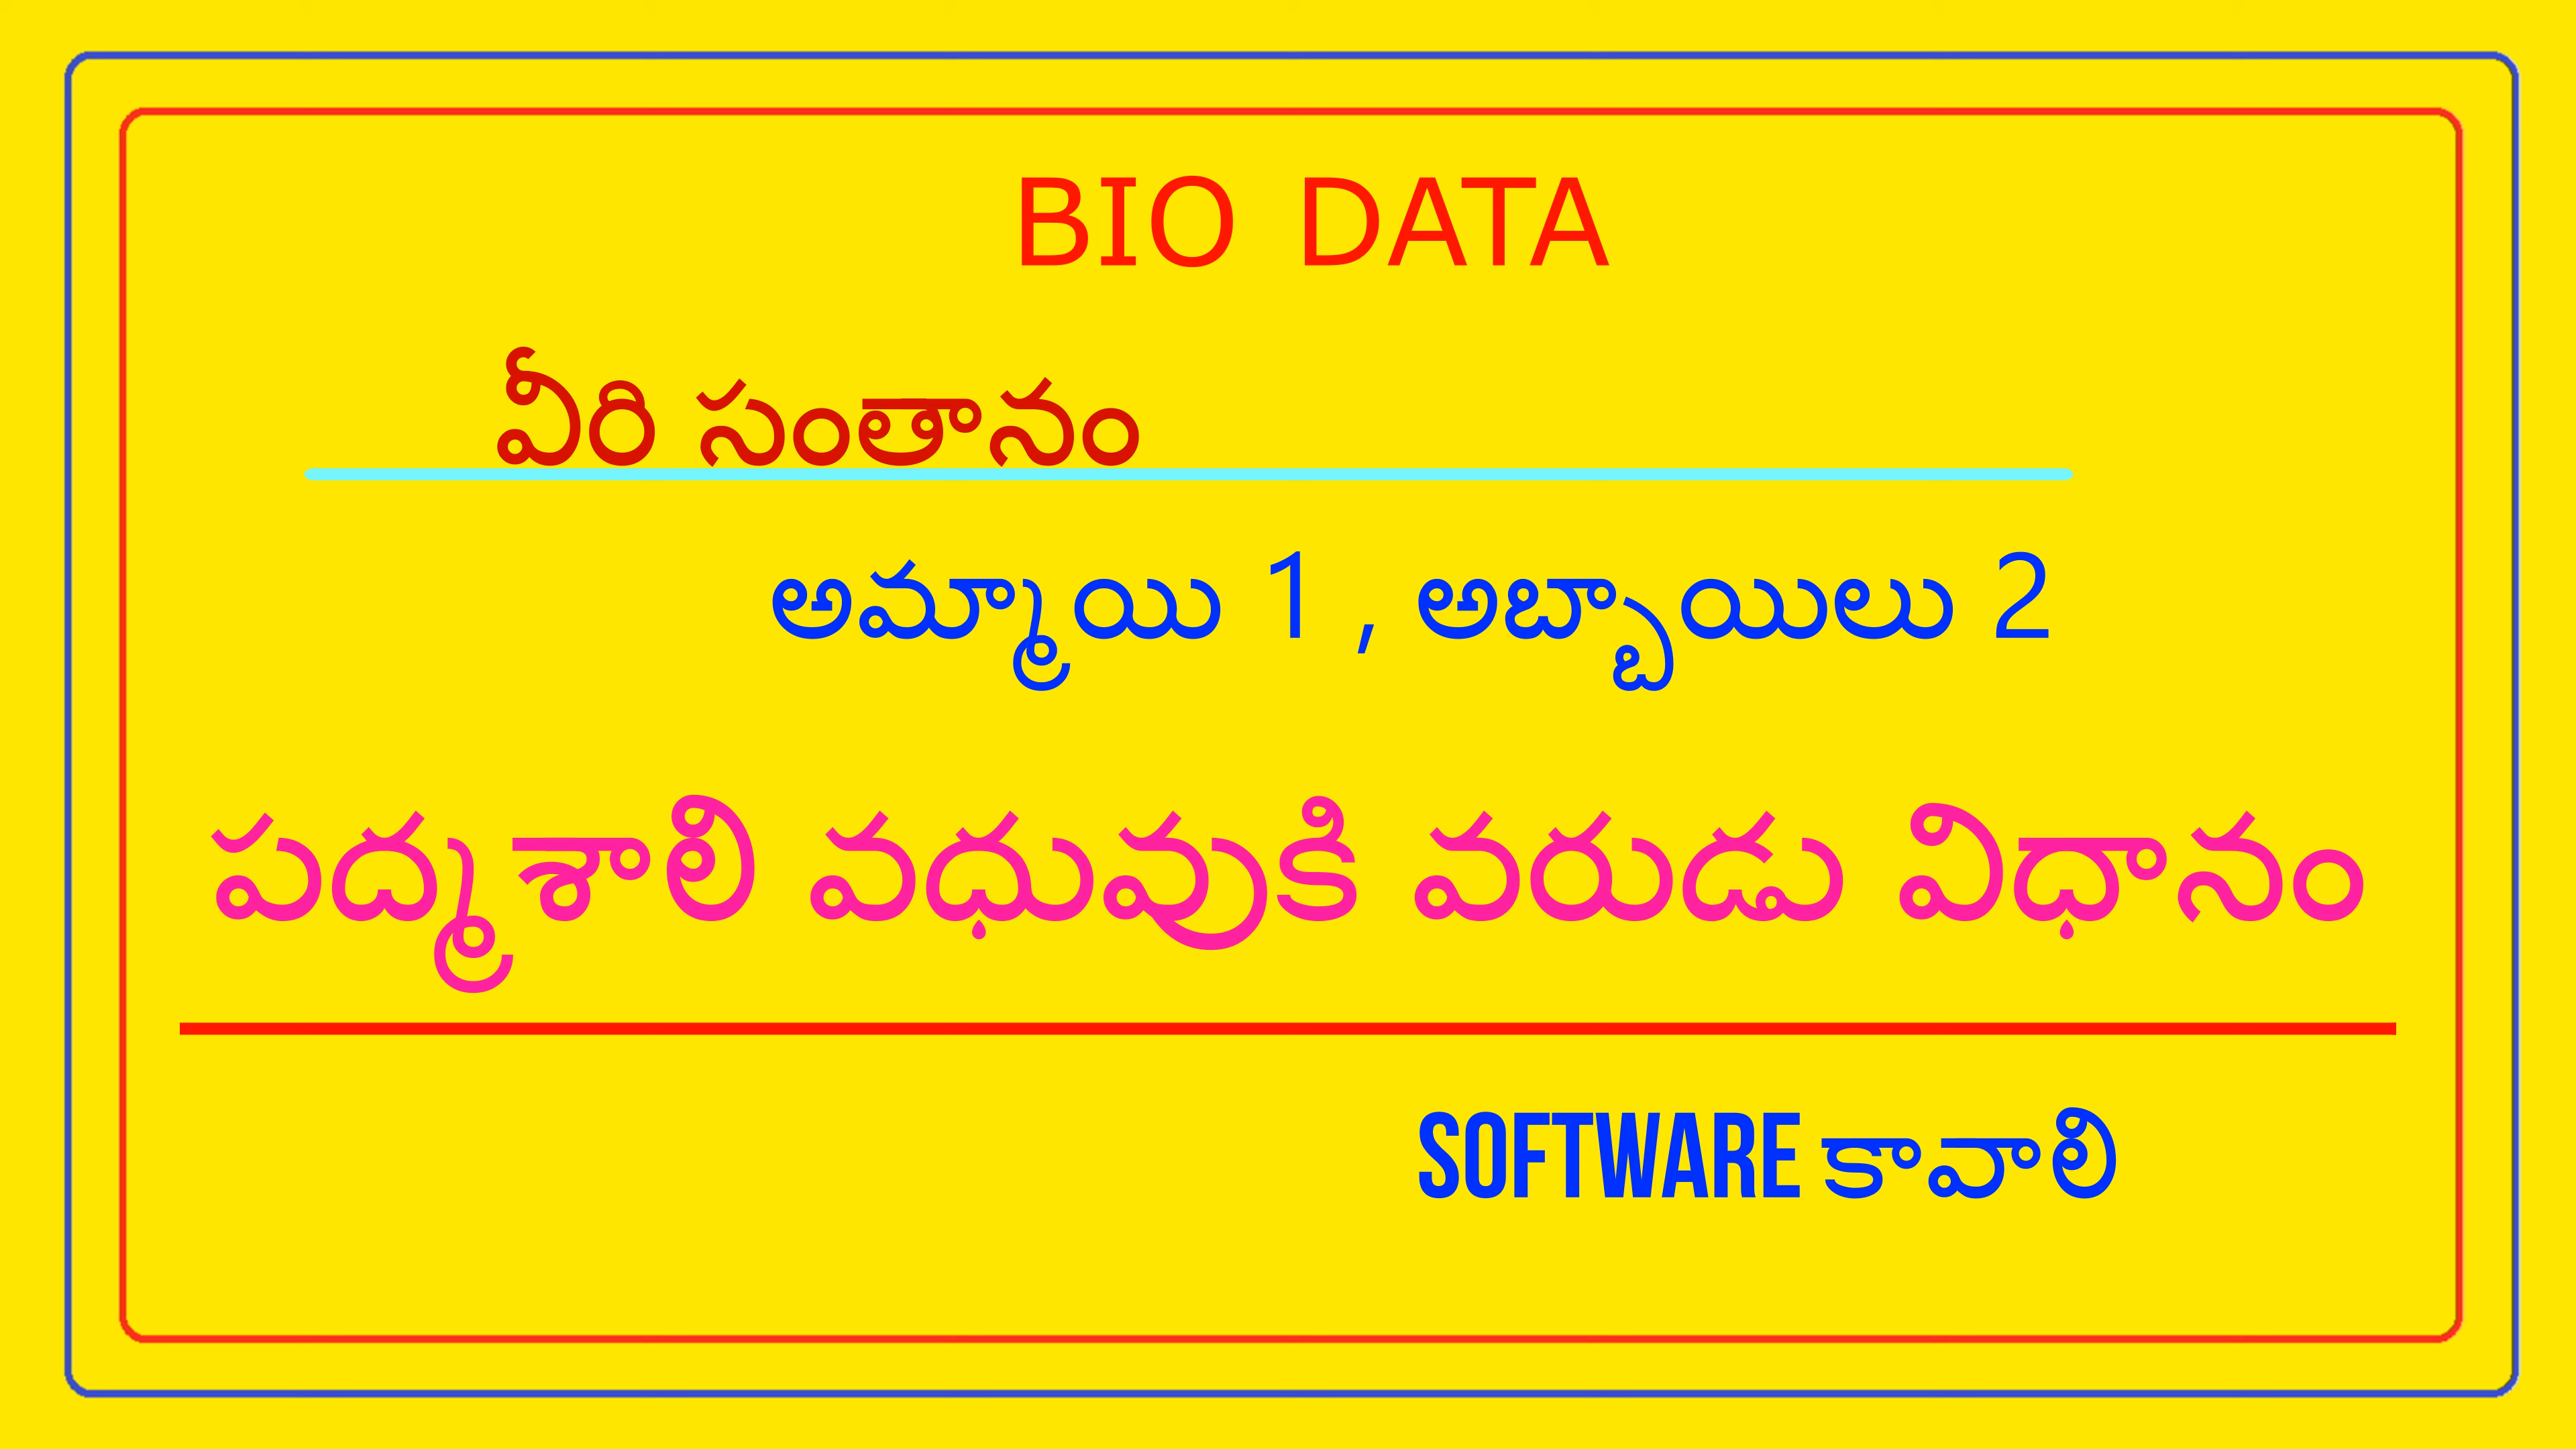 BIO DATA
వీరి సంతానం
అమ్మాయి 1 , అబ్బాయిలు 2
పద్మశాలి వధువుకి వరుడు విధానం
SOFTWARE కావాలి